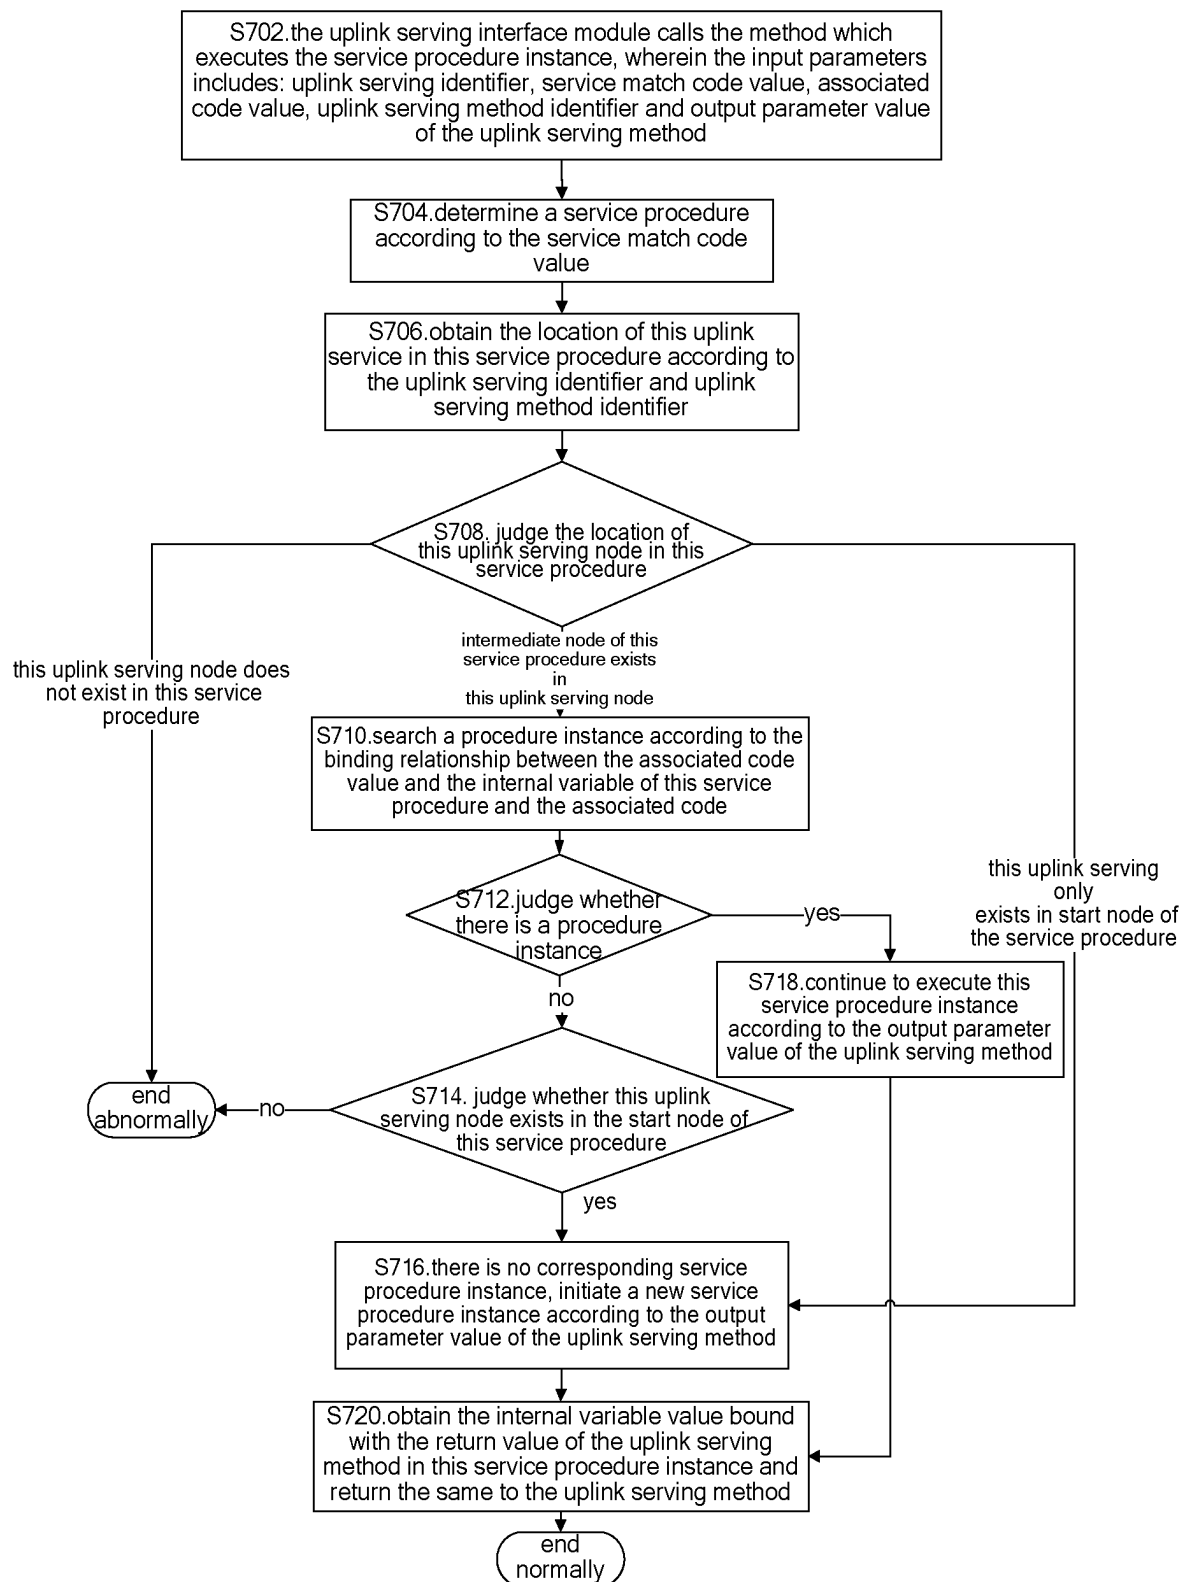 S702.the uplink serving interface module calls the method which
executes the service procedure instance, wherein the input parameters
includes: uplink serving identifier, service match code value, associated
code value, uplink serving method identifier and output parameter value
of the uplink serving method
S704.determine a service procedure
according to the service match code
value
S706.obtain the location of this uplink
service in this service procedure according to
the uplink serving identifier and uplink
serving method identifier
S708. judge the location of
this uplink serving node in this
service procedure
this uplink serving node does
not exist in this service
procedure
intermediate node of this
service procedure exists
in
this uplink serving node
S710.search a procedure instance according to the
binding relationship between the associated code
value and the internal variable of this service
procedure and the associated code
this uplink serving
only
exists in start node of
the service procedure
S712.judge whether
there is a procedure
instance
yes
no
S718.continue to execute this
service procedure instance
according to the output parameter
value of the uplink serving method
S714. judge whether this uplink
serving node exists in the start node of
this service procedure
no
end
abnormally
yes
S716.there is no corresponding service
procedure instance, initiate a new service
procedure instance according to the output
parameter value of the uplink serving method
S720.obtain the internal variable value bound
with the return value of the uplink serving
method in this service procedure instance and
return the same to the uplink serving method
end
normally